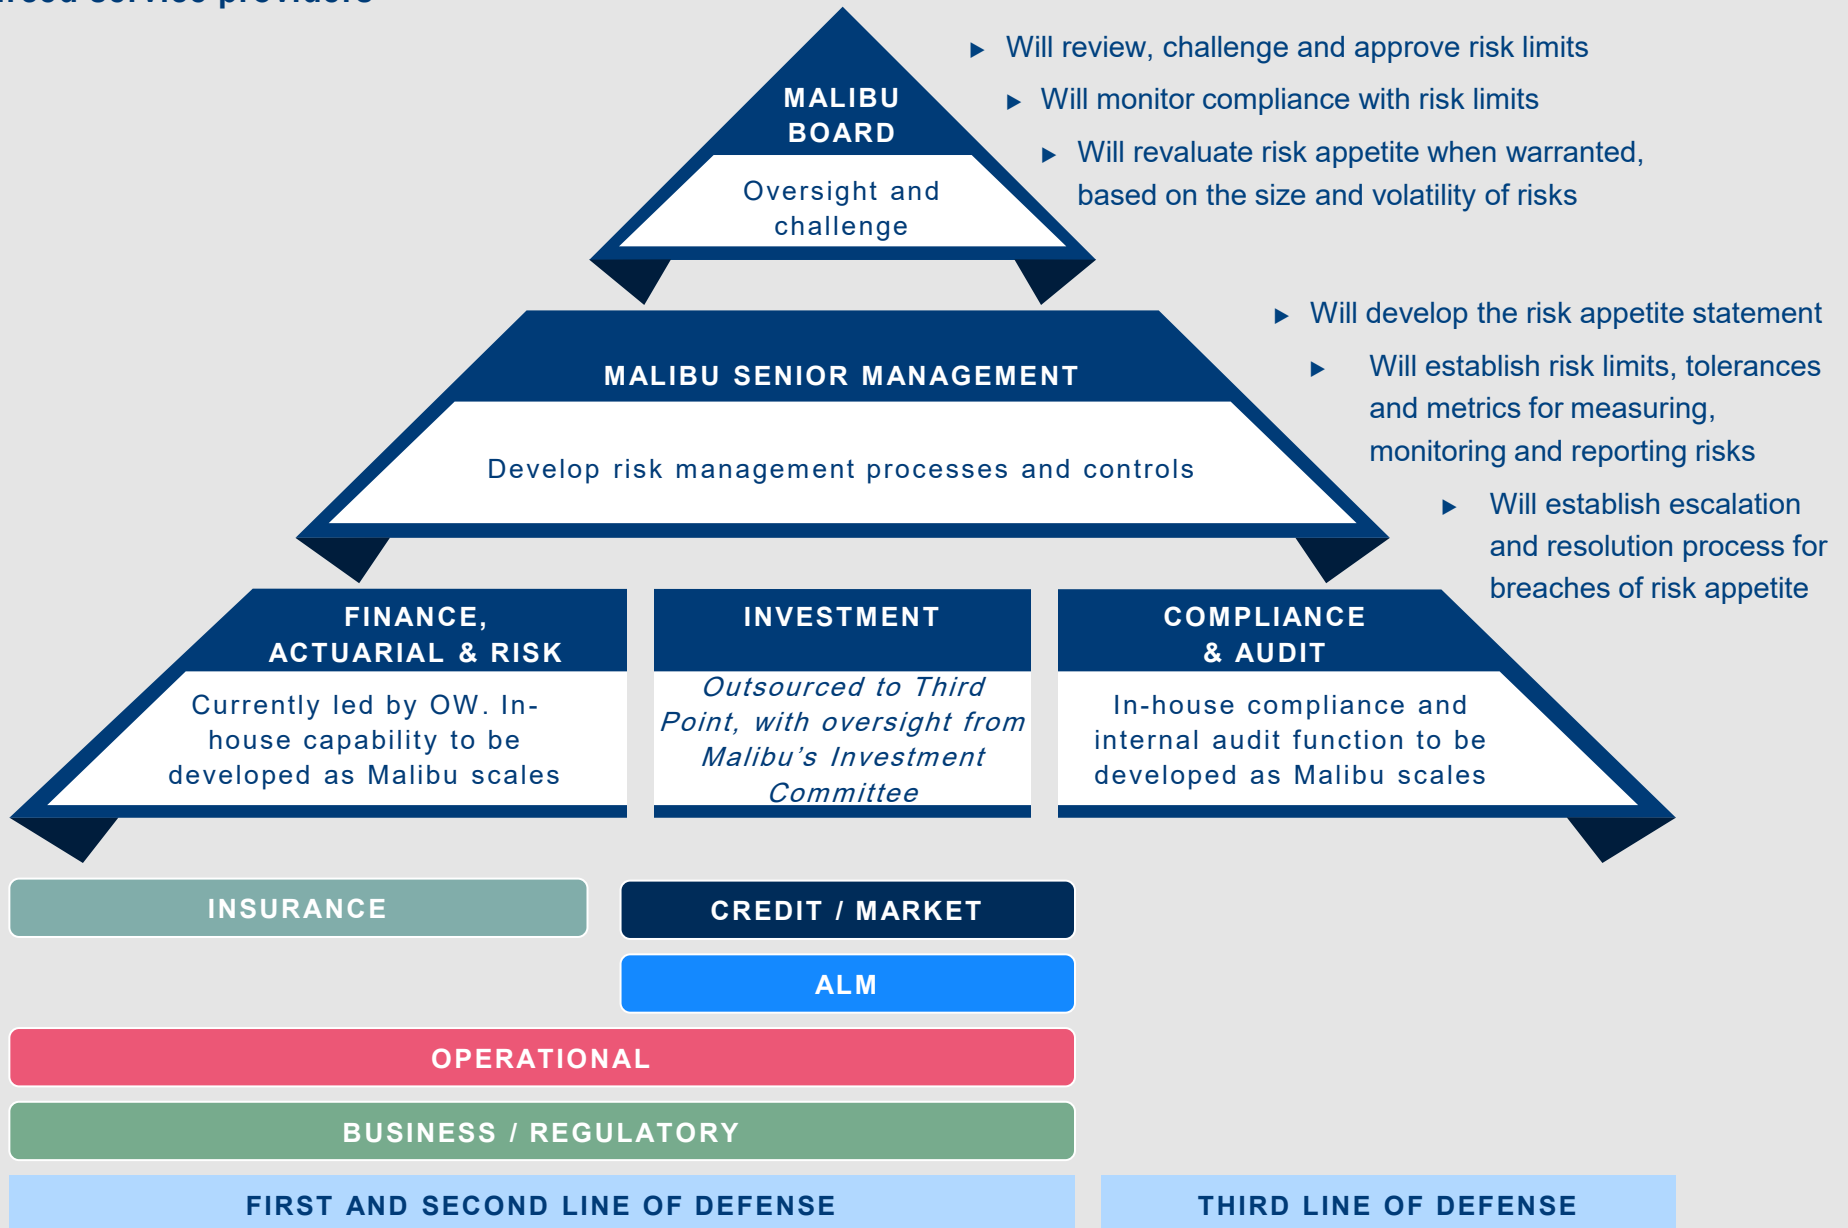 service providers
MALIBU
BOARD
Oversight and
challenge
► Will review, challenge and approve risk limits
► Will monitor compliance with risk limits
► Will revaluate risk appetite when warranted,
based on the size and volatility of risks
MALIBU SENIOR MANAGEMENT
Develop risk management processes and controls
► Will develop the risk appetite statement
► Will establish risk limits, tolerances
and metrics for measuring,
monitoring and reporting risks
► Will establish escalation
and resolution process for
breaches of risk appetite
FINANCE,
ACTUARIAL & RISK
Currently led by OW. In-
house capability to be
developed as Malibu scales
INVESTMENT
Outsourced to Third
Point, with oversight from
Malibu’s Investment
Committee
COMPLIANCE
& AUDIT
In-house compliance and
internal audit function to be
developed as Malibu scales
INSURANCE
CREDIT / MARKET
ALM
OPERATIONAL
BUSINESS / REGULATORY
FIRST AND SECOND LINE OF DEFENSE
THIRD LINE OF DEFENSE